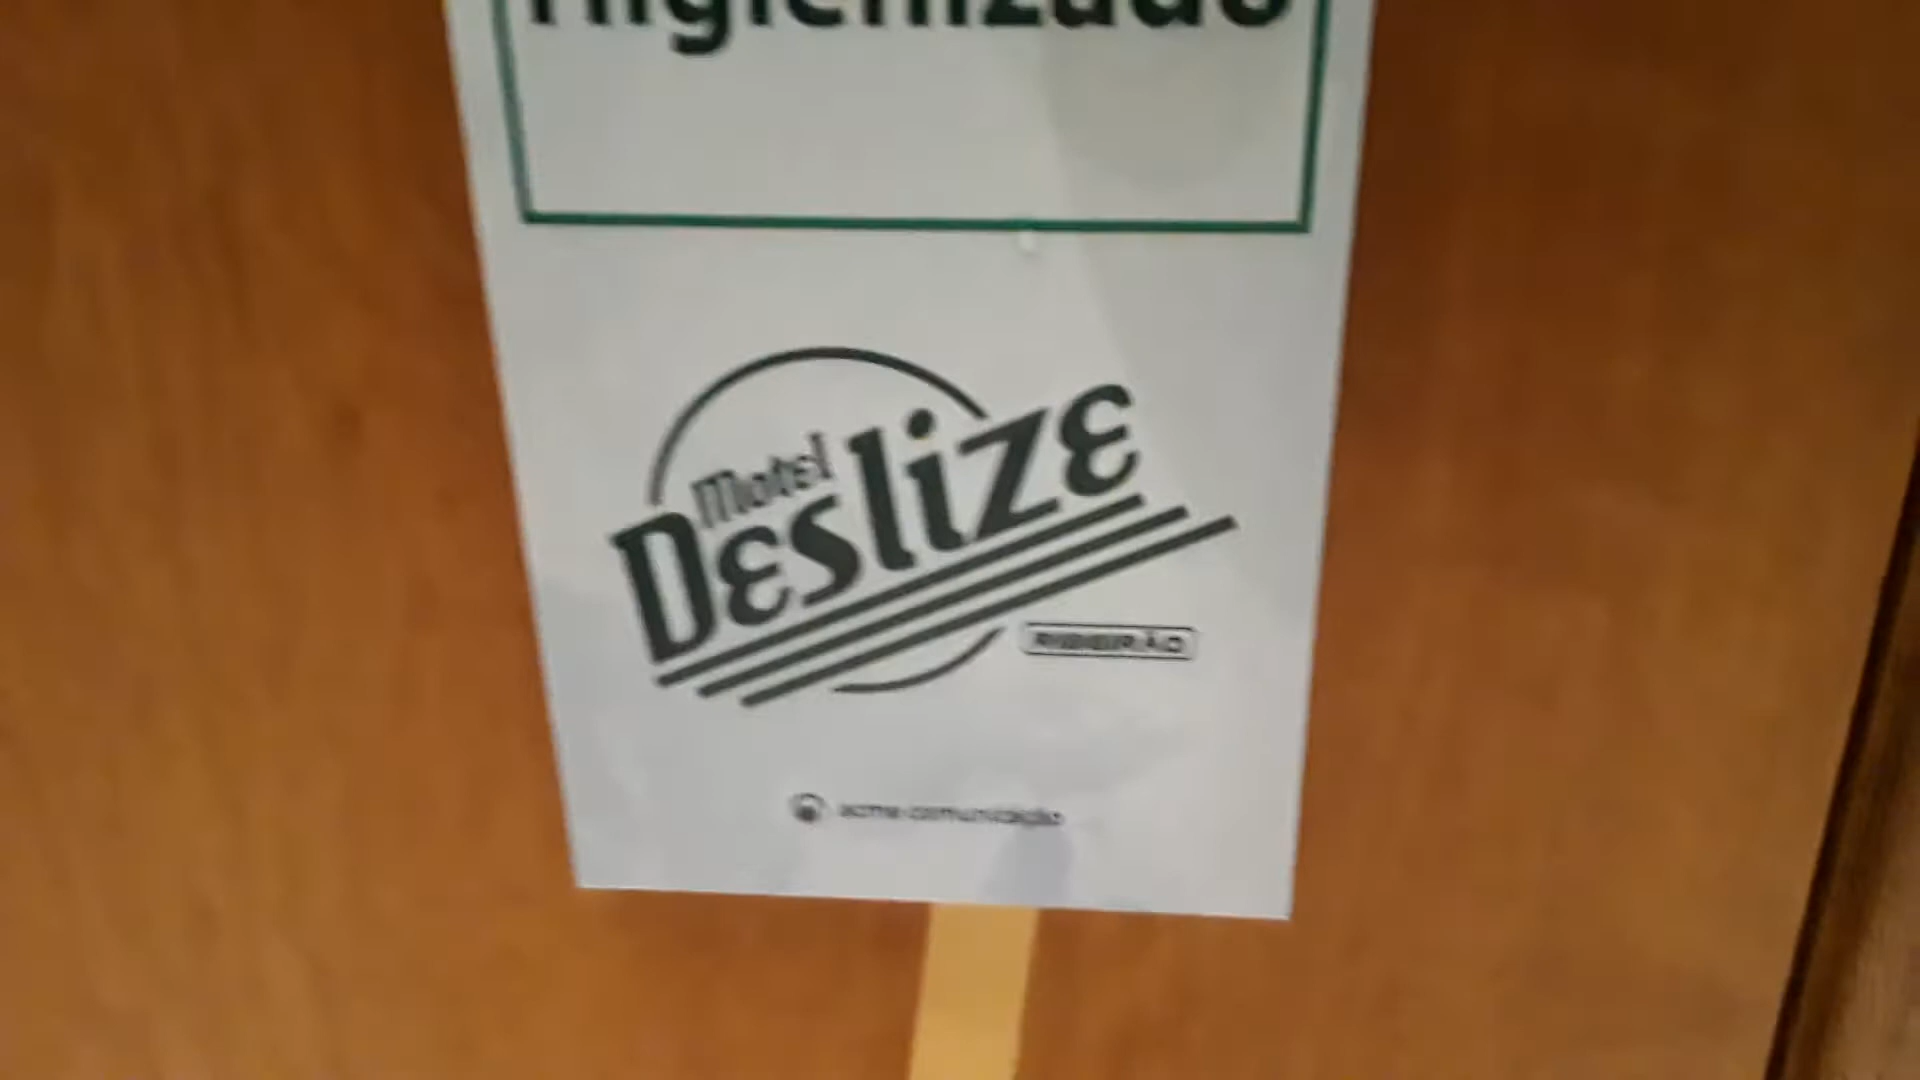 Higienizado
Motel
Deslize
RIBEIRÃO
acme comunicação